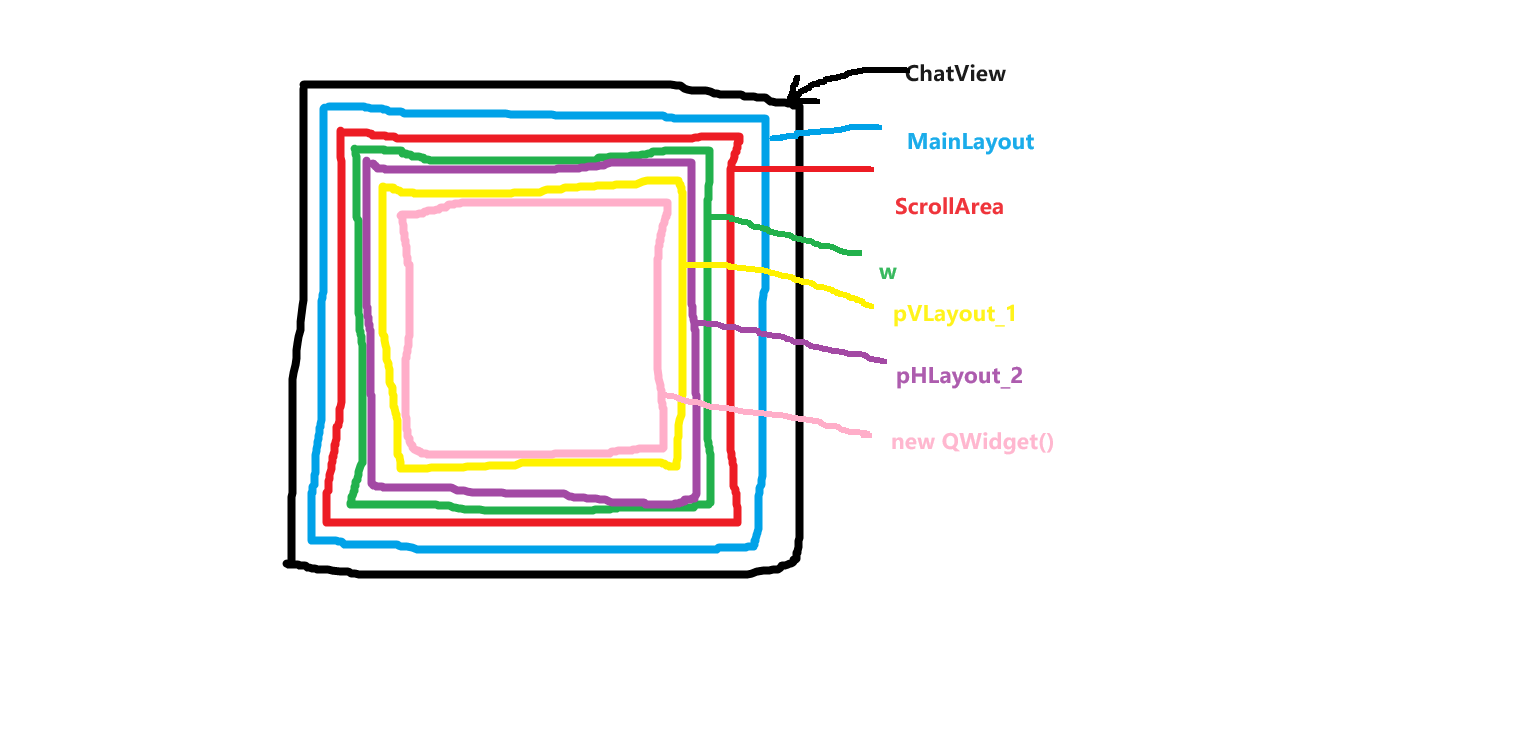 ChatView
MainLayout
ScrollArea
w
pVLayout_1
pHLayout_2
new QWidget()